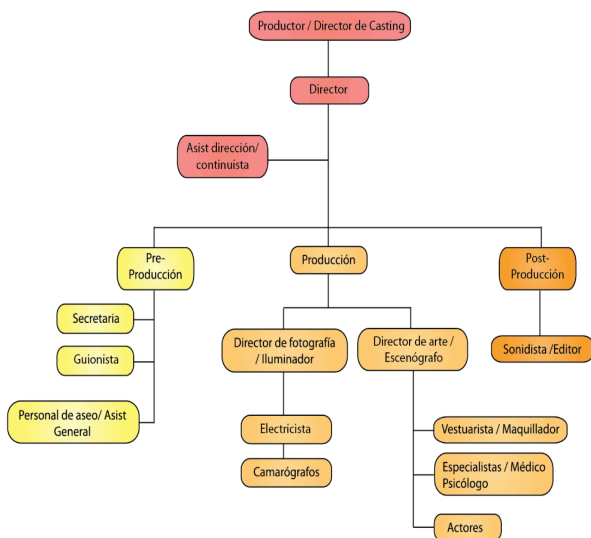 Productor / Director de Casting
Director
Asist dirección/
continuista
Pre-
Producción
Producción
Post-
Producción
Secretaria
Guionista
Personal de aseo/ Asist
General
Director de fotografía
/ Iluminador
Director de arte /
Escenógrafo
Sonidista /Editor
Electricista
Camarógrafos
Vestuarista / Maquillador
Especialistas / Médico
Psicólogo
Actores